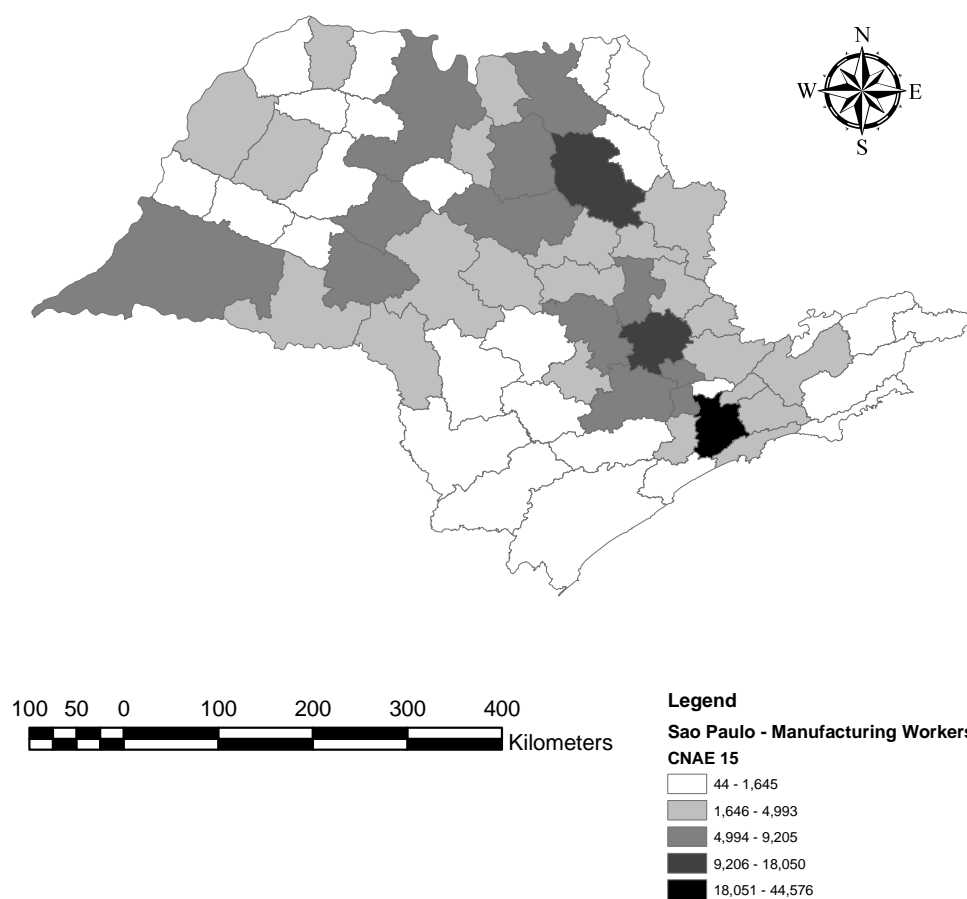 N
W E
S
100 50 0 100 200 300 400
Kilometers
Legend
Sao Paulo - Manufacturing Workers
CNAE 15
44 - 1,645
1,646 - 4,993
4,994 - 9,205
9,206 - 18,050
18,051 - 44,576